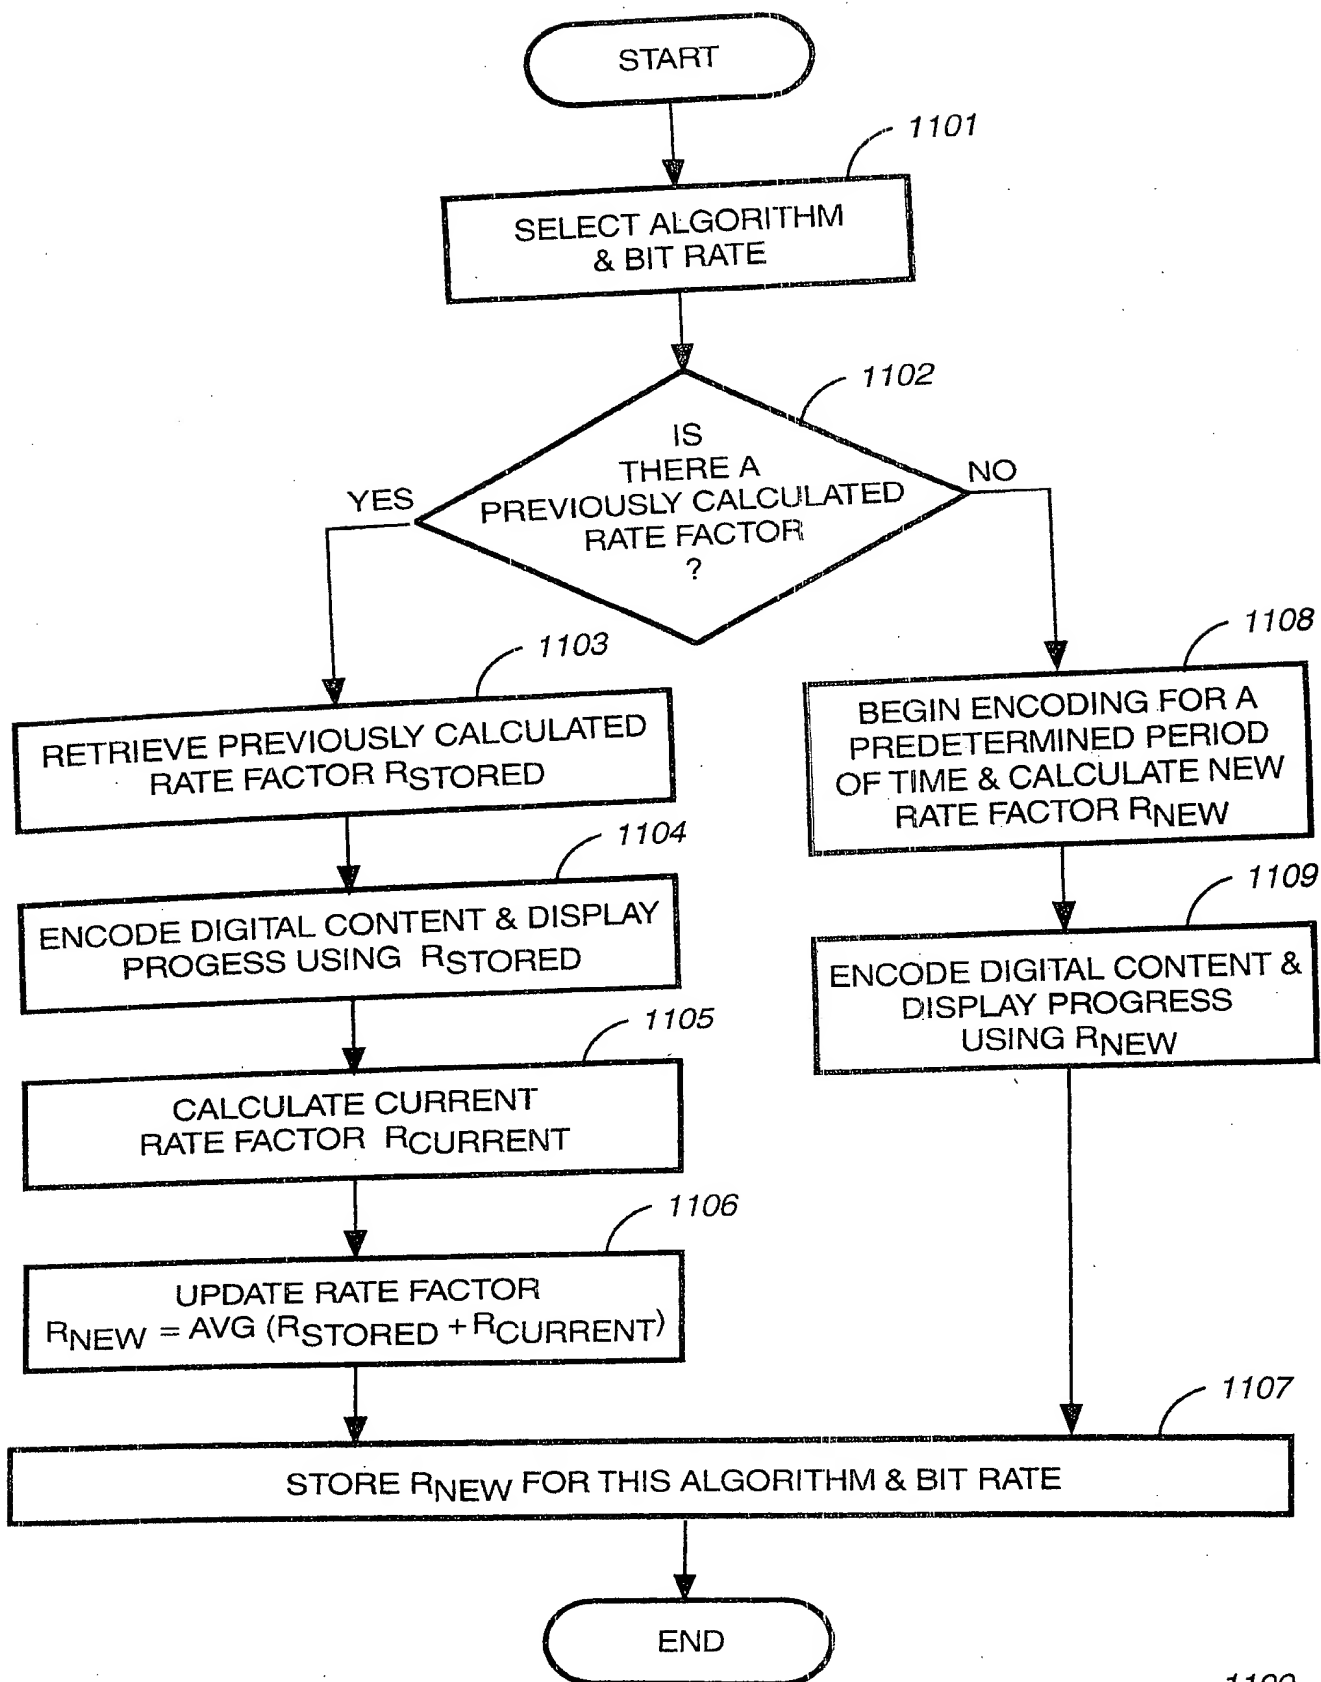 START
1101
SELECT ALGORITHM
& BIT RATE
1102
IS
THERE A
PREVIOUSLY CALCULATED
RATE FACTOR
?
YES
NO
1103
RETRIEVE PREVIOUSLY CALCULATED
RATE FACTOR RSTORED
1104
ENCODE DIGITAL CONTENT & DISPLAY
PROGESS USING RSTORED
1105
CALCULATE CURRENT
RATE FACTOR RCURRENT
1106
UPDATE RATE FACTOR
RNEW = AVG (RSTORED + RCURRENT)
1108
BEGIN ENCODING FOR A
PREDETERMINED PERIOD
OF TIME & CALCULATE NEW
RATE FACTOR RNEW
1109
ENCODE DIGITAL CONTENT &
DISPLAY PROGRESS
USING RNEW
1107
STORE RNEW FOR THIS ALGORITHM & BIT RATE
END